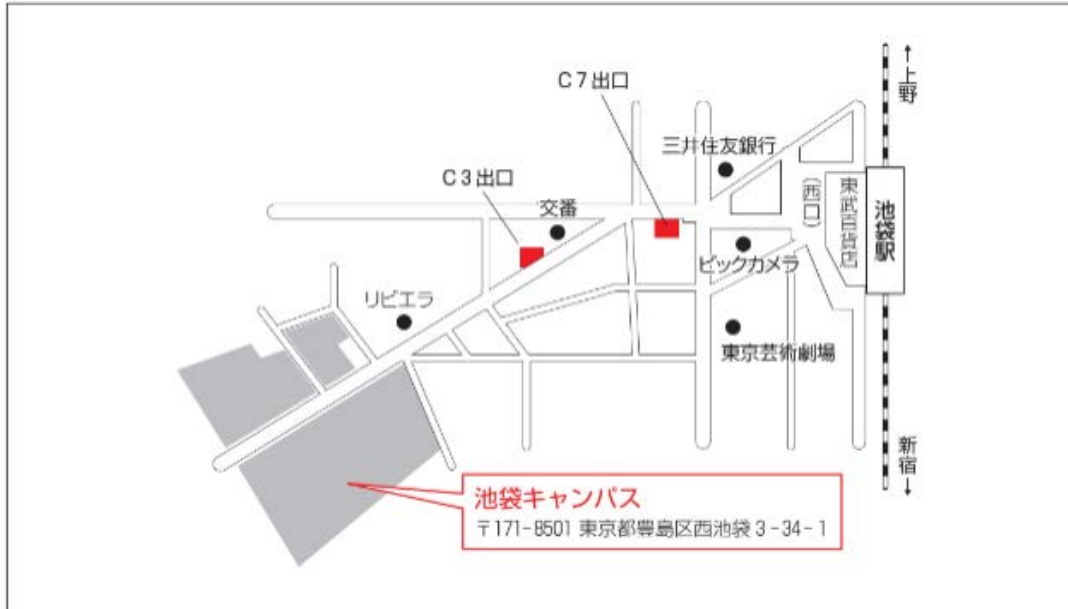 ↑上野
C7出口
三井住友銀行
C3出口
交番
(西口)
東武百貨店
池袋駅
ビックカメラ
リビエラ
東京芸術劇場
新宿↓
池袋キャンパス
〒171-8501 東京都豊島区西池袋3-34-1